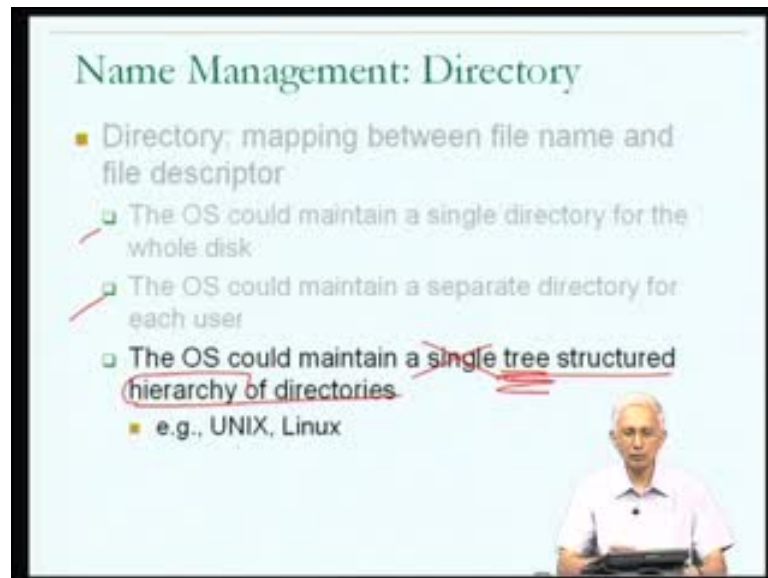 Name Management: Directory
Directory: mapping between file name and
file descriptor
The OS could maintain a single directory for the
whole disk
The OS could maintain a separate directory for
each user
The OS could maintain a single tree structured
hierarchy of directories
e.g., UNIX, Linux